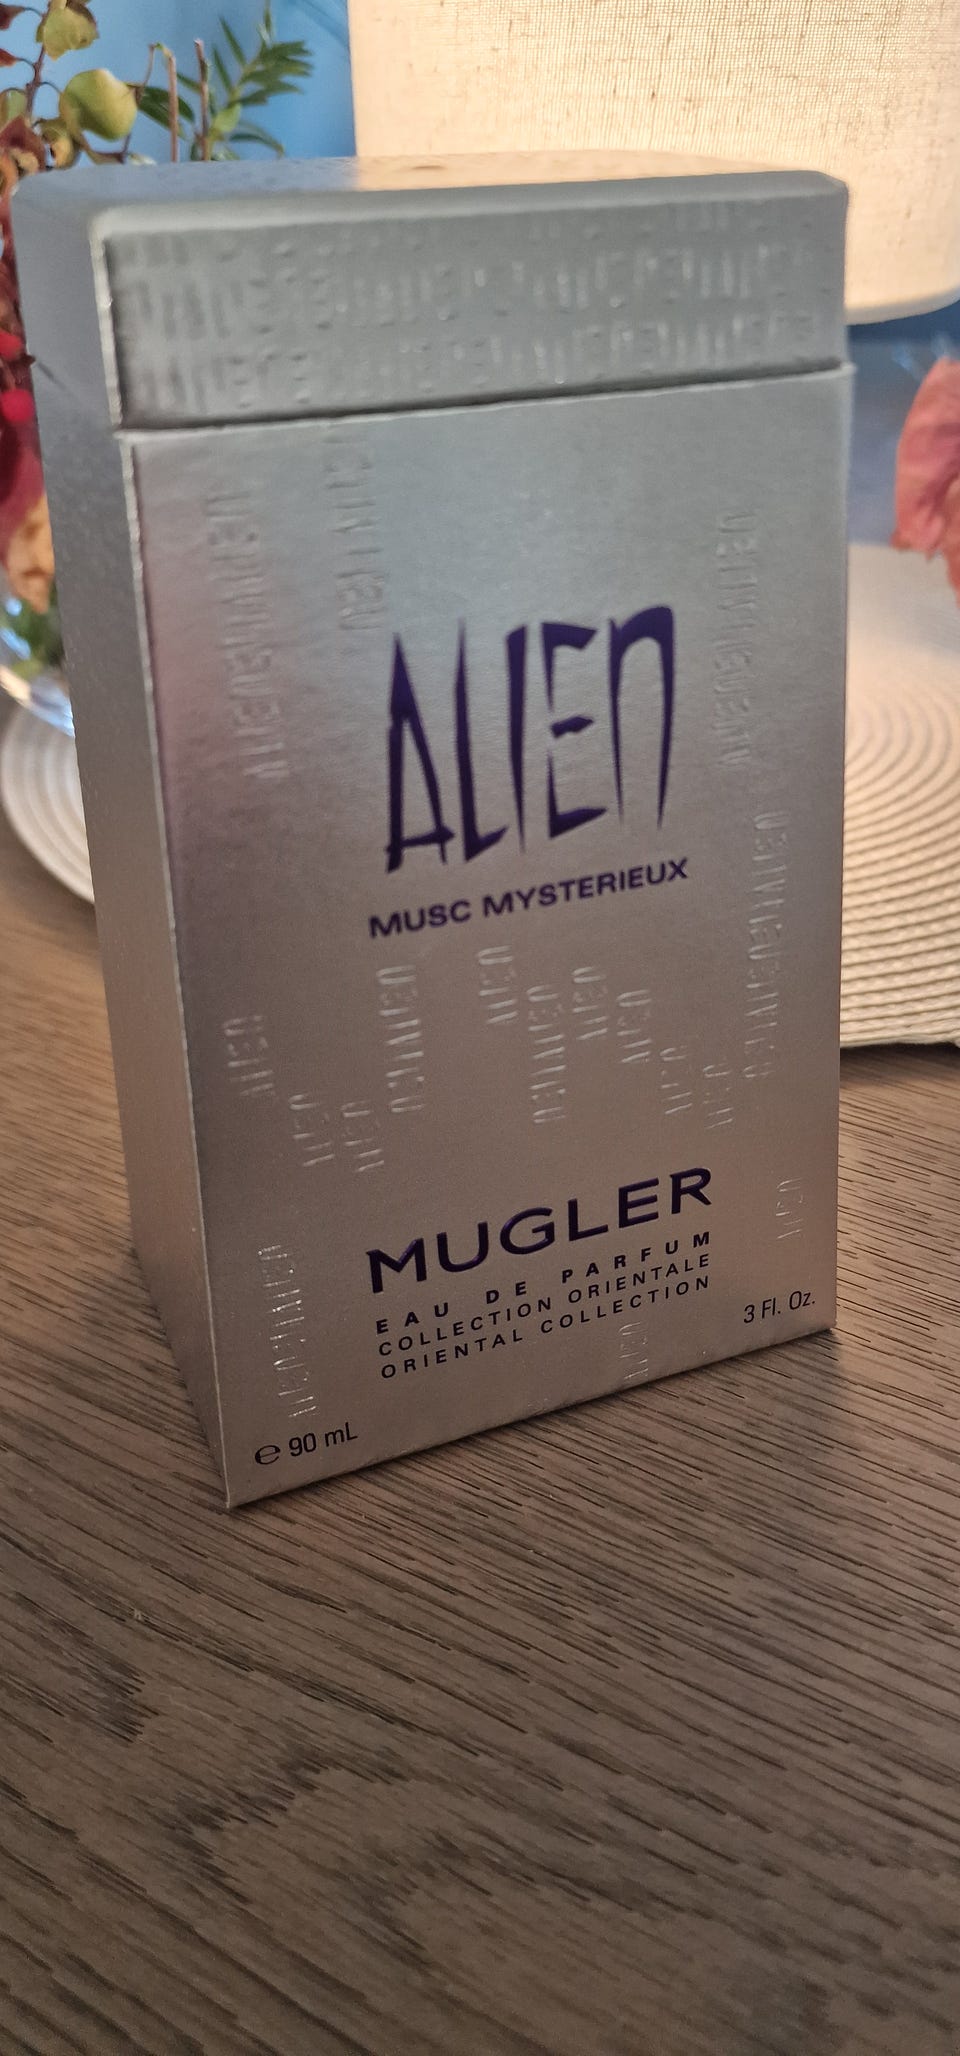 ALIEN
MUSC MYSTERIEUX
MUGLER
EAU DE PARFUM
COLLECTION ORIENTALE
ORIENTAL COLLECTION
3 Fl. Oz.
℮ 90 mL